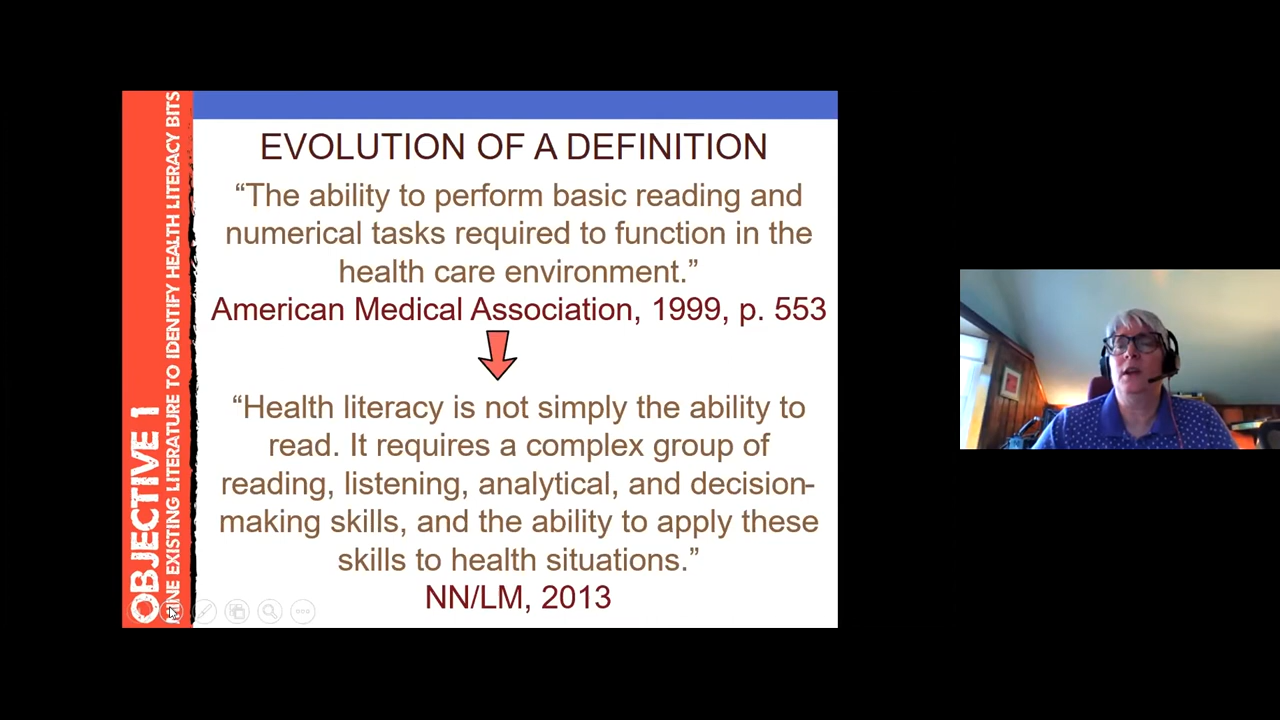 OBJECTIVE 1
INE EXISTING LITERATURE TO IDENTIFY HEALTH LITERACY BITS
EVOLUTION OF A DEFINITION
“The ability to perform basic reading and
numerical tasks required to function in the
health care environment.”
American Medical Association, 1999, p. 553
“Health literacy is not simply the ability to
read. It requires a complex group of
reading, listening, analytical, and decision-
making skills, and the ability to apply these
skills to health situations.”
NN/LM, 2013